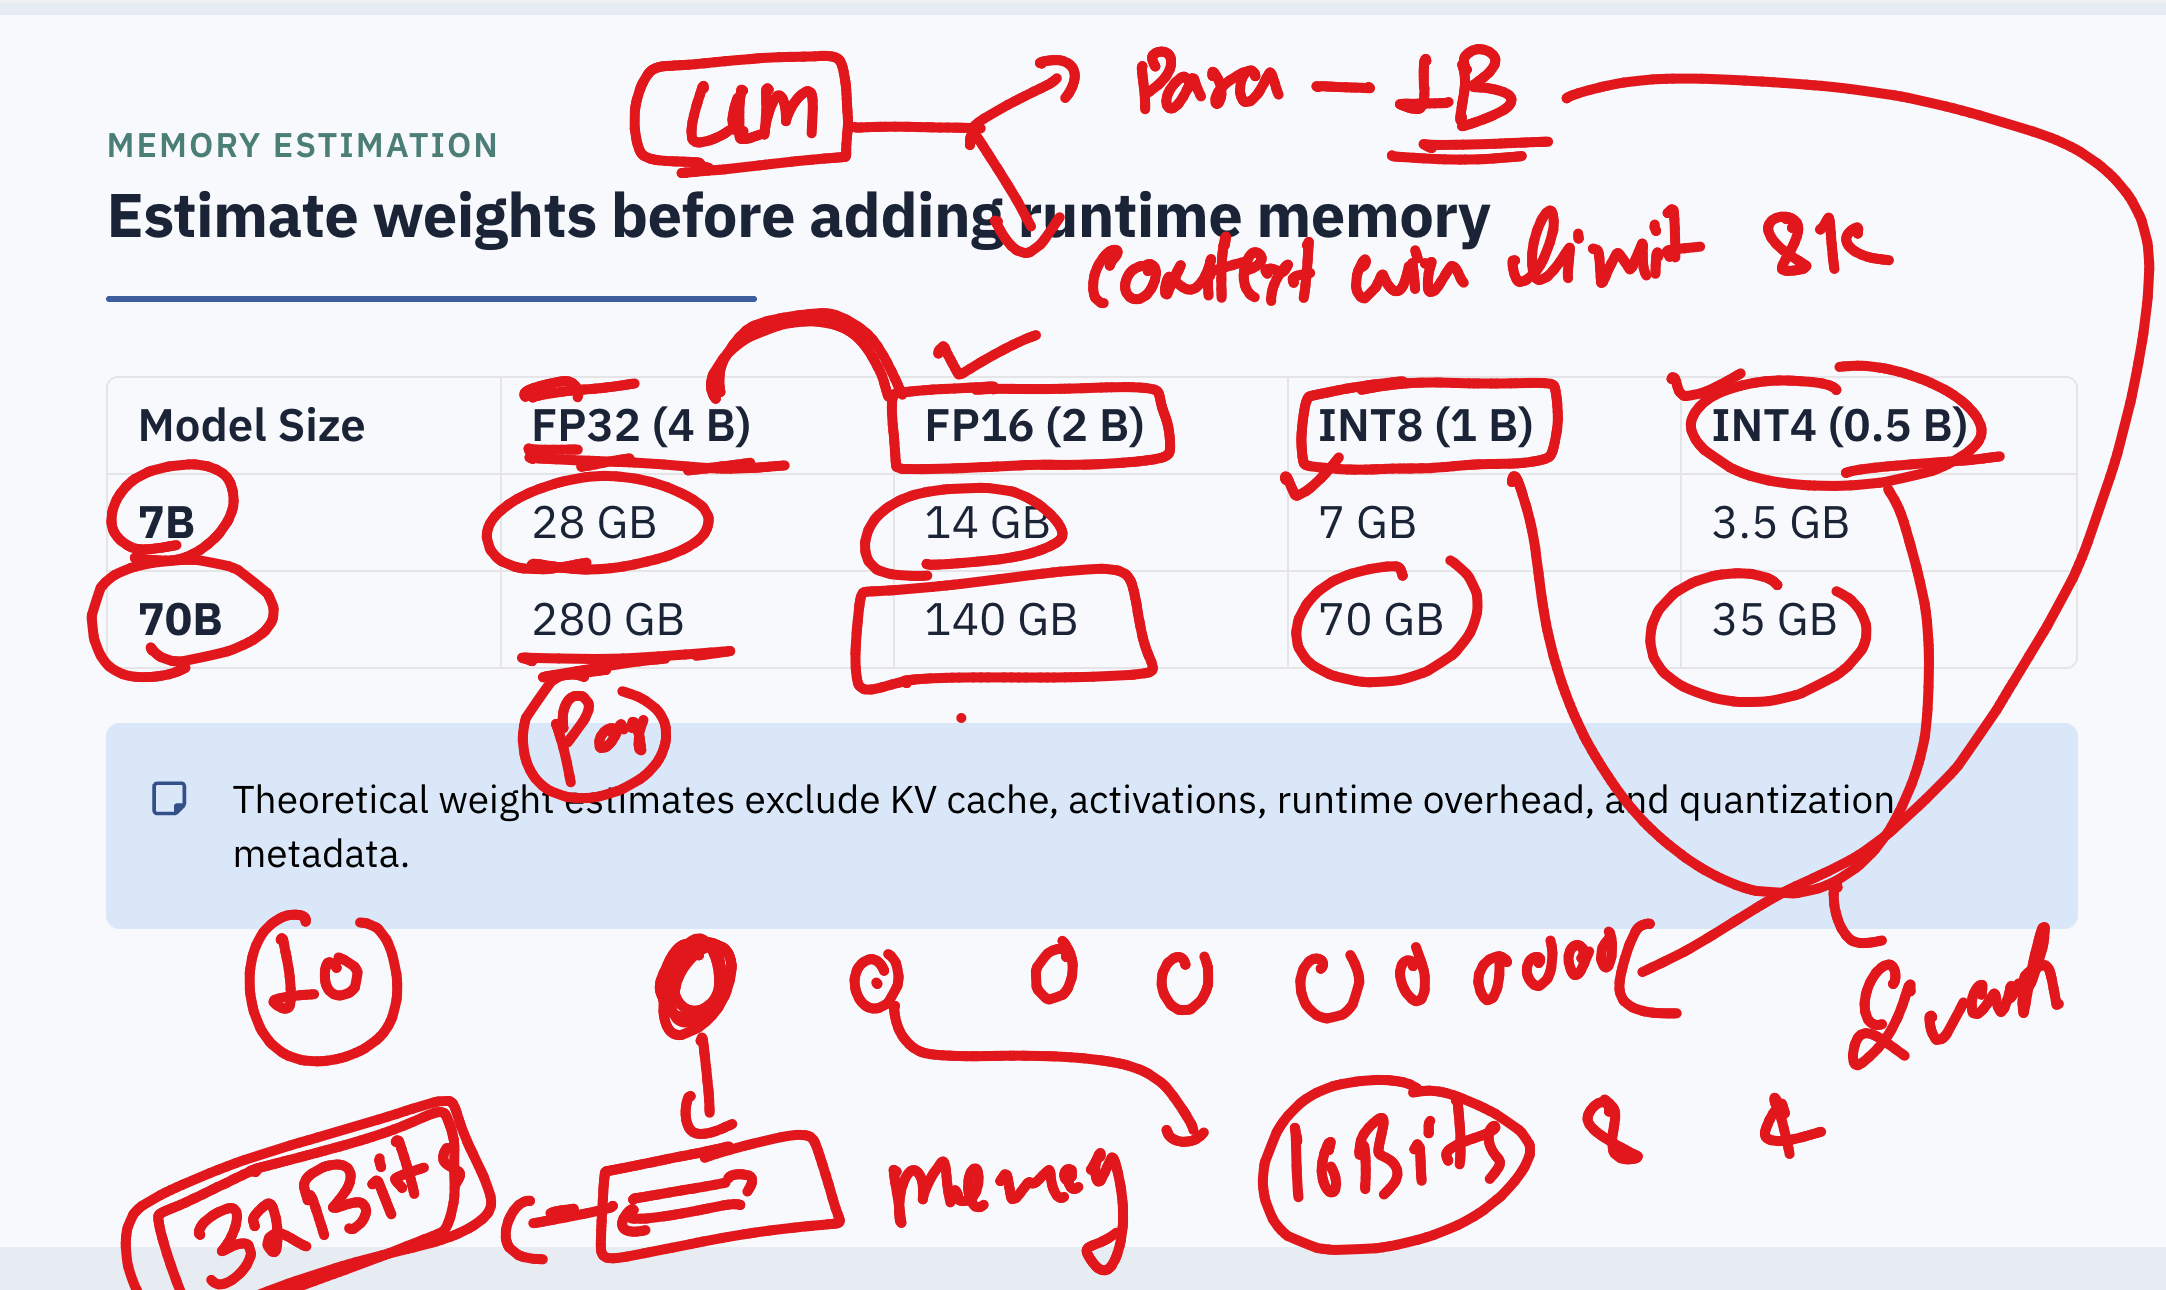 LLM
Para - 1B
MEMORY ESTIMATION
Estimate weights before adding runtime memory
Context win limit 8K
Model Size FP32 (4 B) FP16 (2 B) INT8 (1 B) INT4 (0.5 B)
7B 28 GB 14 GB 7 GB 3.5 GB
70B 280 GB 140 GB 70 GB 35 GB
Par
Theoretical weight estimates exclude KV cache, activations, runtime overhead, and quantization
metadata.
10
Quant
32Bits
memory
16Bits 8 4